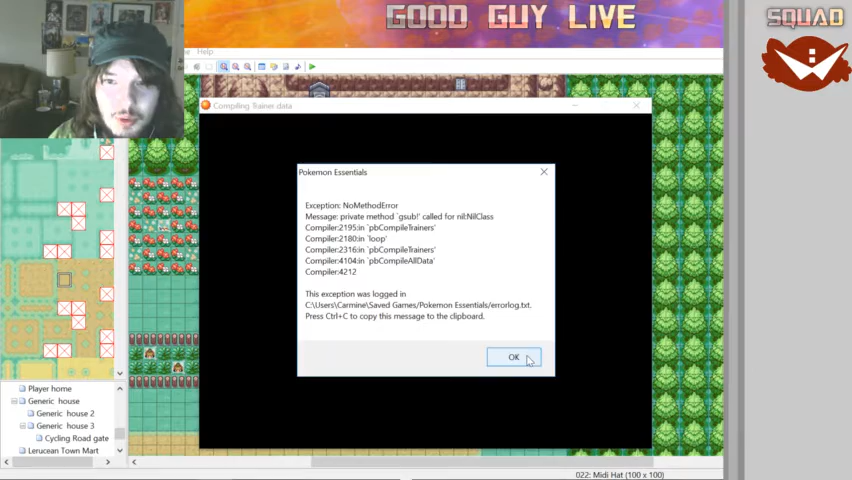 GOOD GUY LIVE
SQUAD
Help
Compiling Trainer.data
Pokemon Essentials
Exception: NoMethodError
Message: private method `gsub!' called for nil:NilClass
Compiler:2195:in `pbCompileTrainers'
Compiler:2180:in `loop'
Compiler:2316:in `pbCompileTrainers'
Compiler:4104:in `pbCompileAllData'
Compiler:4212
This exception was logged in
C:\Users\Carmine\Saved Games/Pokemon Essentials/errorlog.txt.
Press Ctrl+C to copy this message to the clipboard.
OK
Player home
Generic house
Generic house 2
Generic house 3
Cycling Road gate
Lerucean Town Mart
022: Midi Hat (100 x 100)